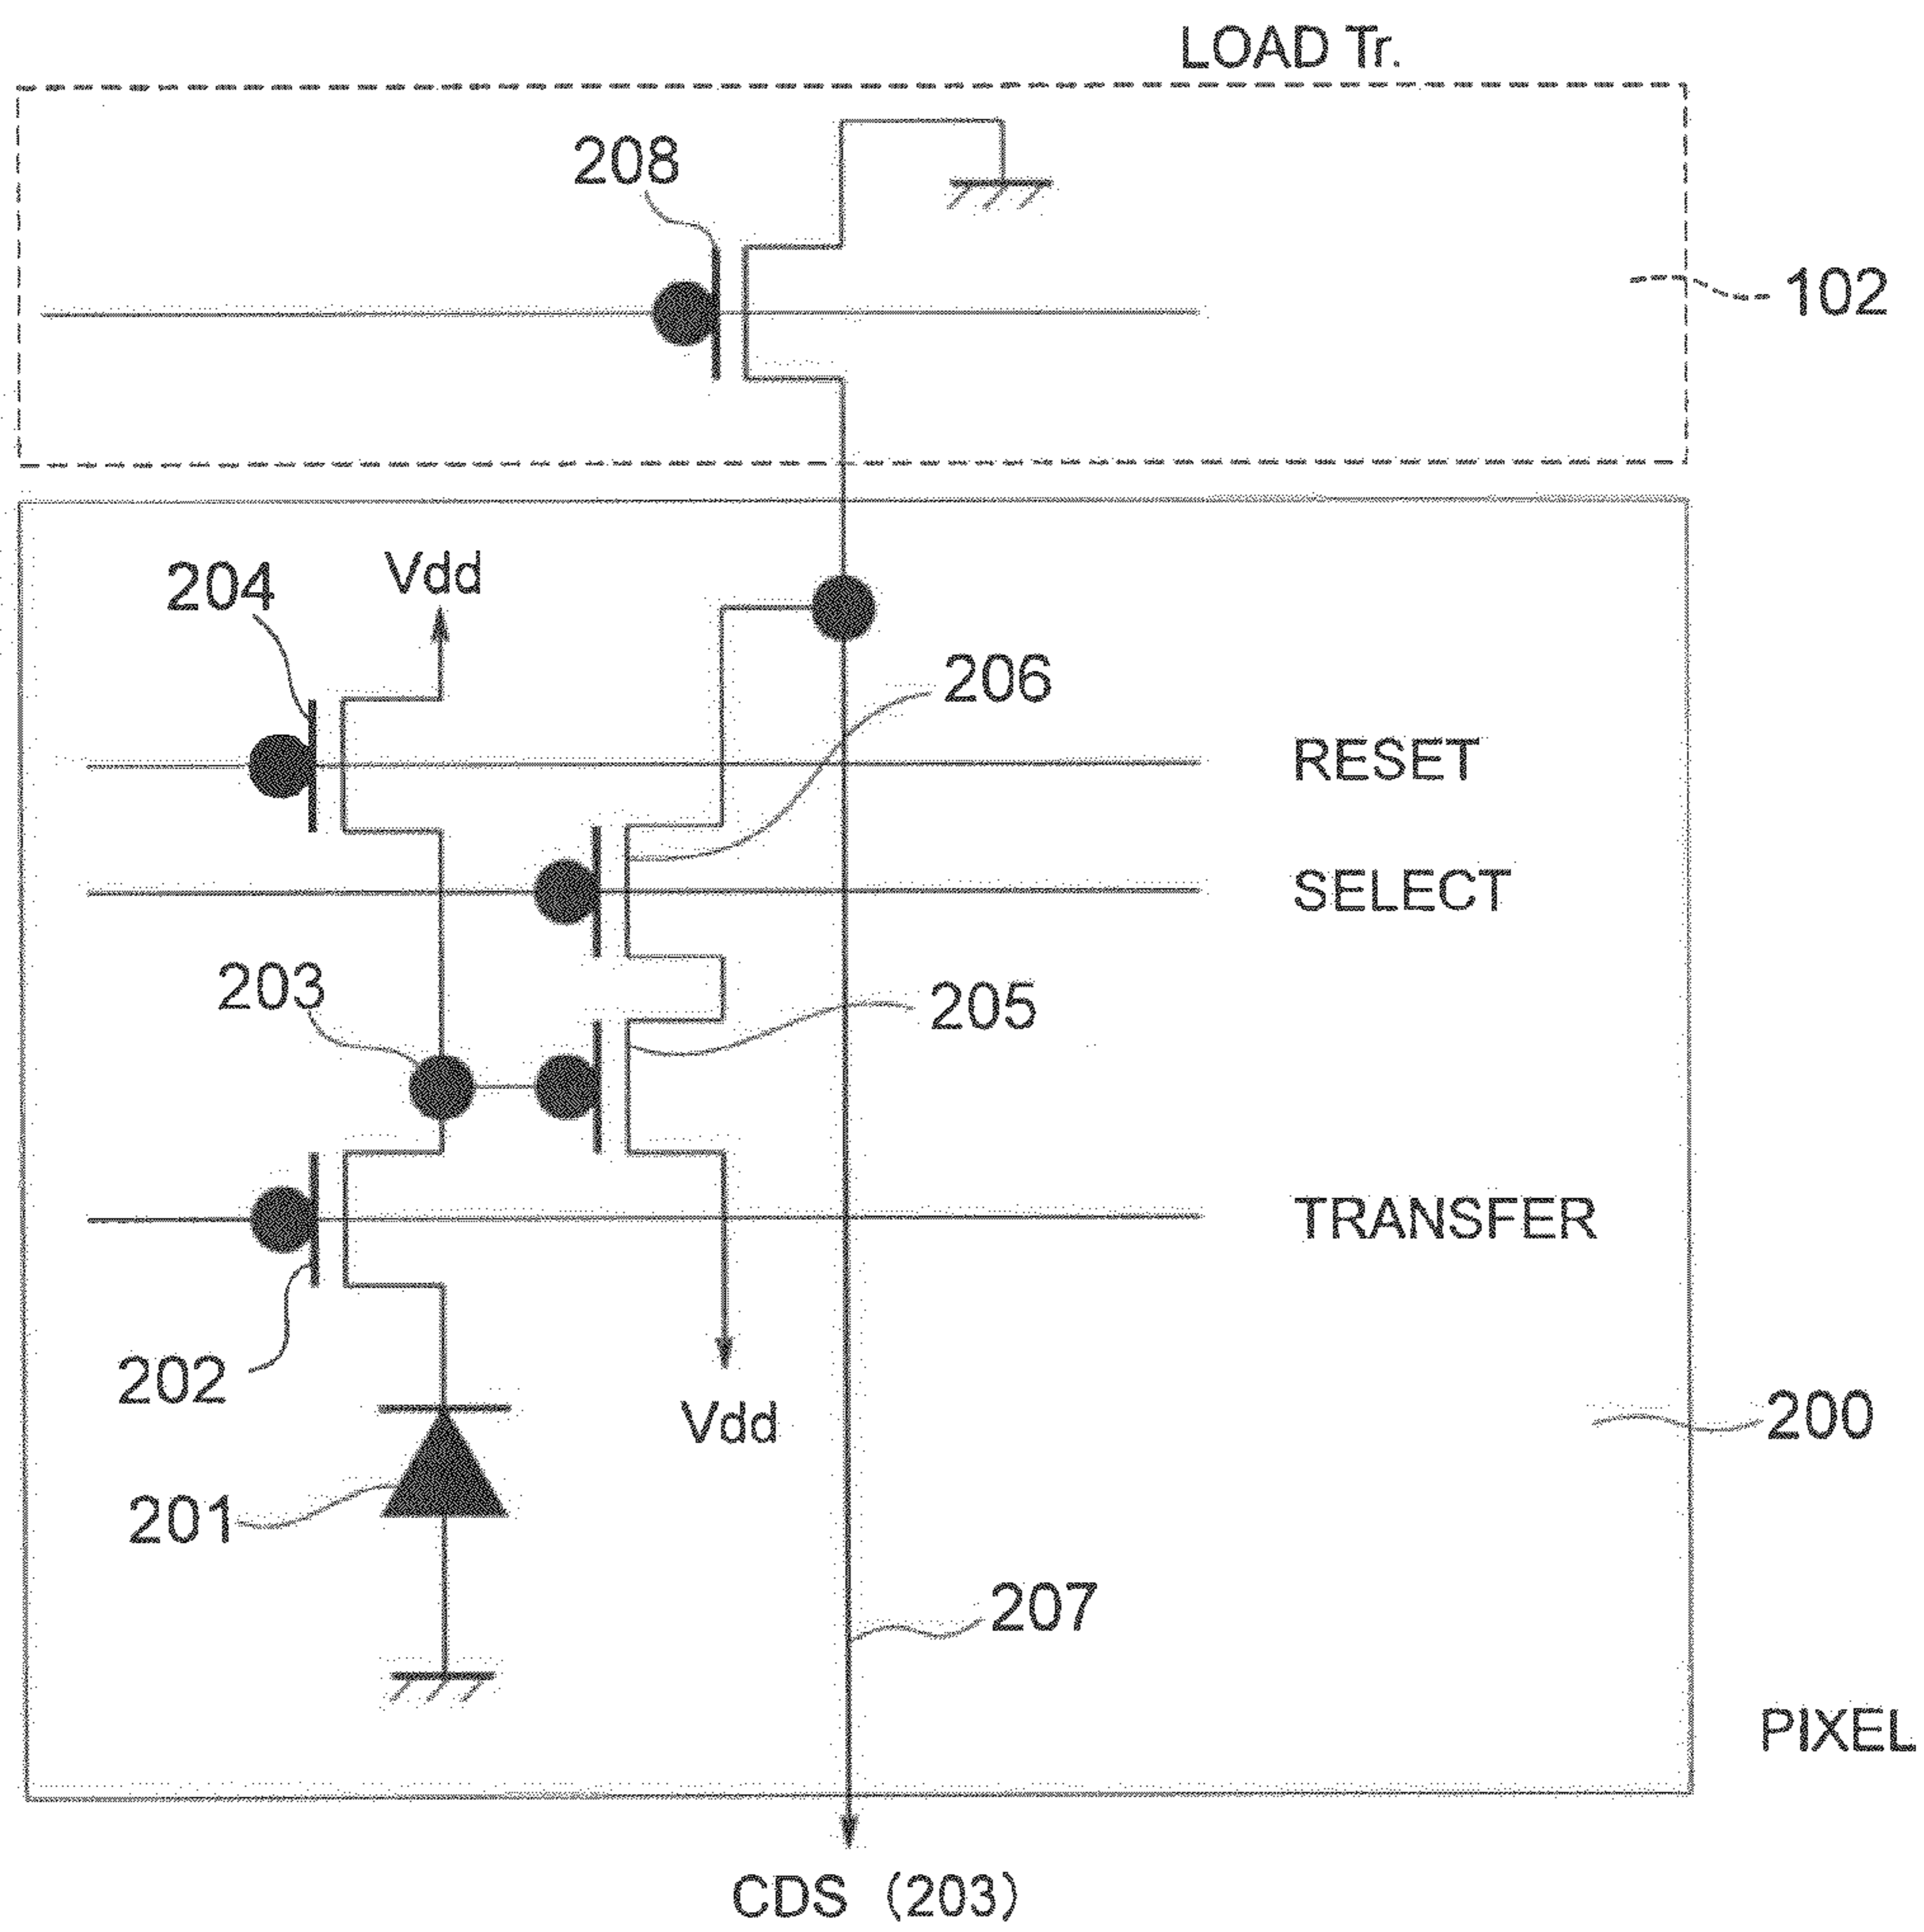 LOAD Tr.
208
102
204
Vdd
206
RESET
SELECT
203
205
TRANSFER
202
Vdd
200
201
207
PIXEL
CDS (203)